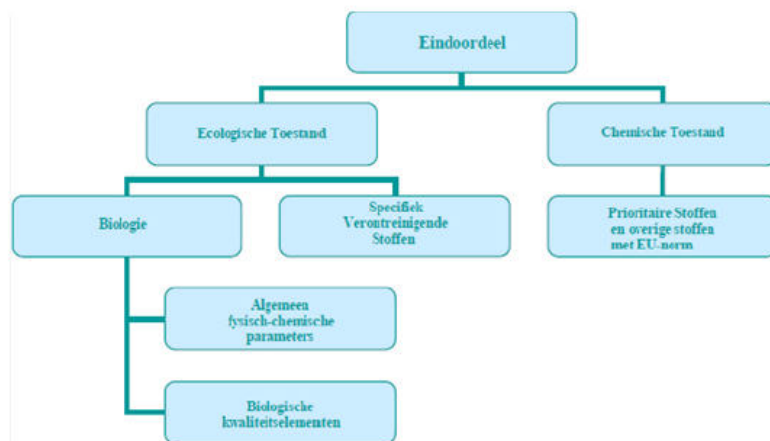 Eindoordeel
Ecologische Toestand
Chemische Toestand
Biologie
Specifiek
Verontreinigende
Stoffen
Prioritaire Stoffen
en overige stoffen
met EU-norm
Algemeen
fysisch-chemische
parameters
Biologische
kwaliteitselementen